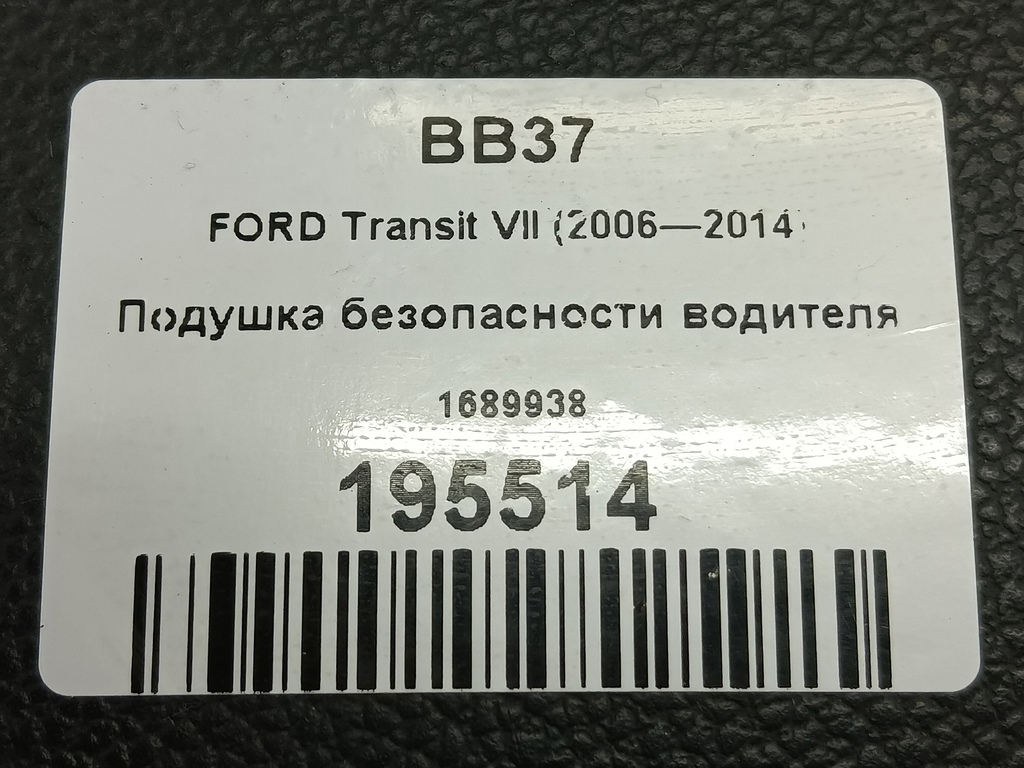 BB37
FORD Transit VII (2006—2014)
Подушка безопасности водителя
1689938
195514